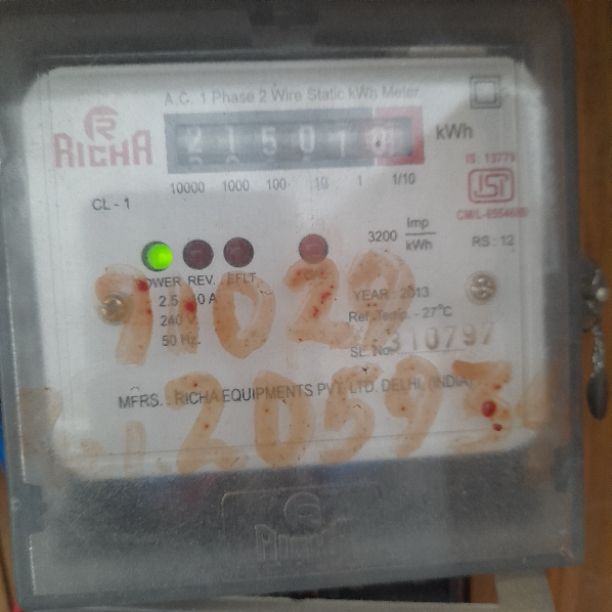 A.C. 1 Phase 2 Wire Static kWh Meter
RICHA
kWh
10000 1000 100 10 1 1/10
IS : 13779
CL - 1
ISI
3200 Imp/kWh
RS : 12
POWER REV. EFLT
2.5 - 10 A
YEAR : 2013
240 V
Ref. Temp. - 27°C
50 Hz.
SL. No. 310797
MFRS. : RICHA EQUIPMENTS PVT. LTD. DELHI, (INDIA)
RICHA